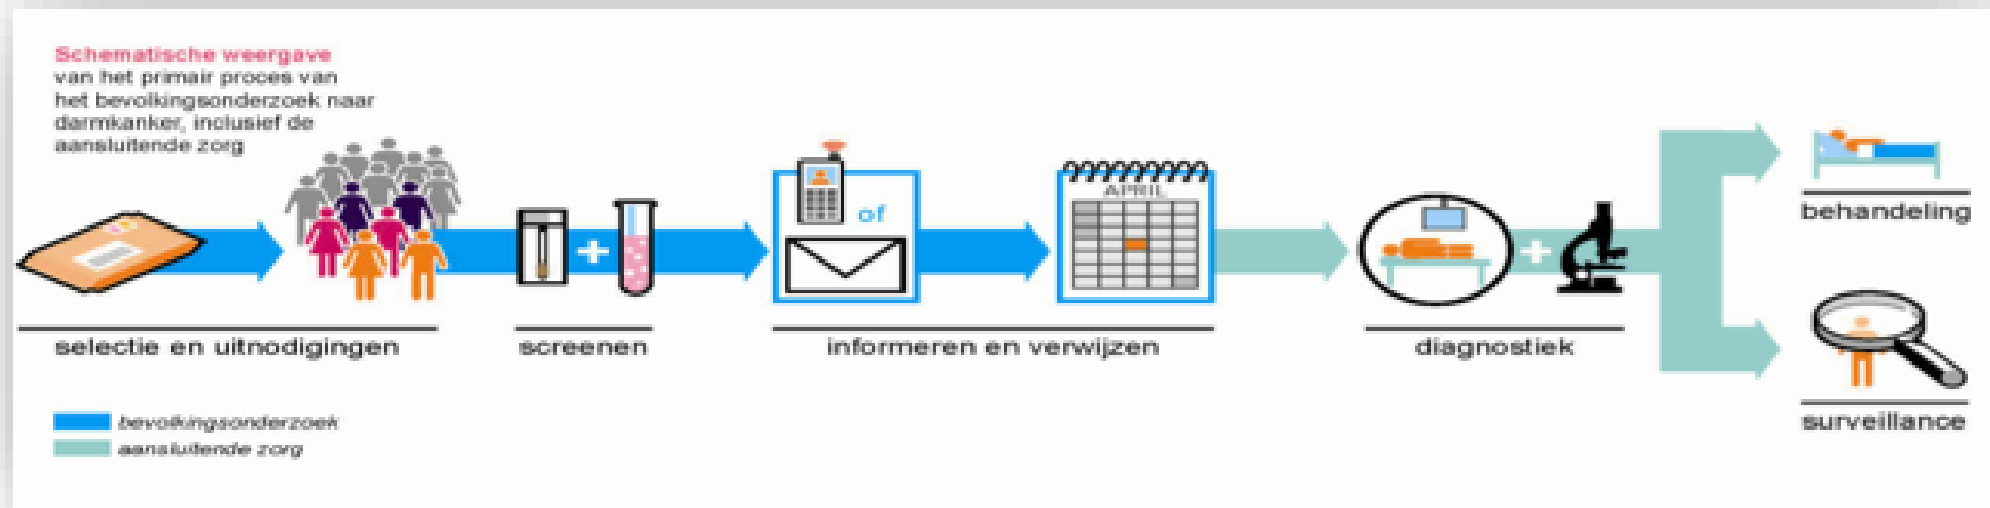 Schematische weergave
van het primair proces van
het bevolkingsonderzoek naar
darmkanker, inclusief de
aansluitende zorg
of
APRIL
behandeling
selectie en uitnodigingen
screenen
informeren en verwijzen
diagnostiek
surveillance
bevolkingsonderzoek
aansluitende zorg